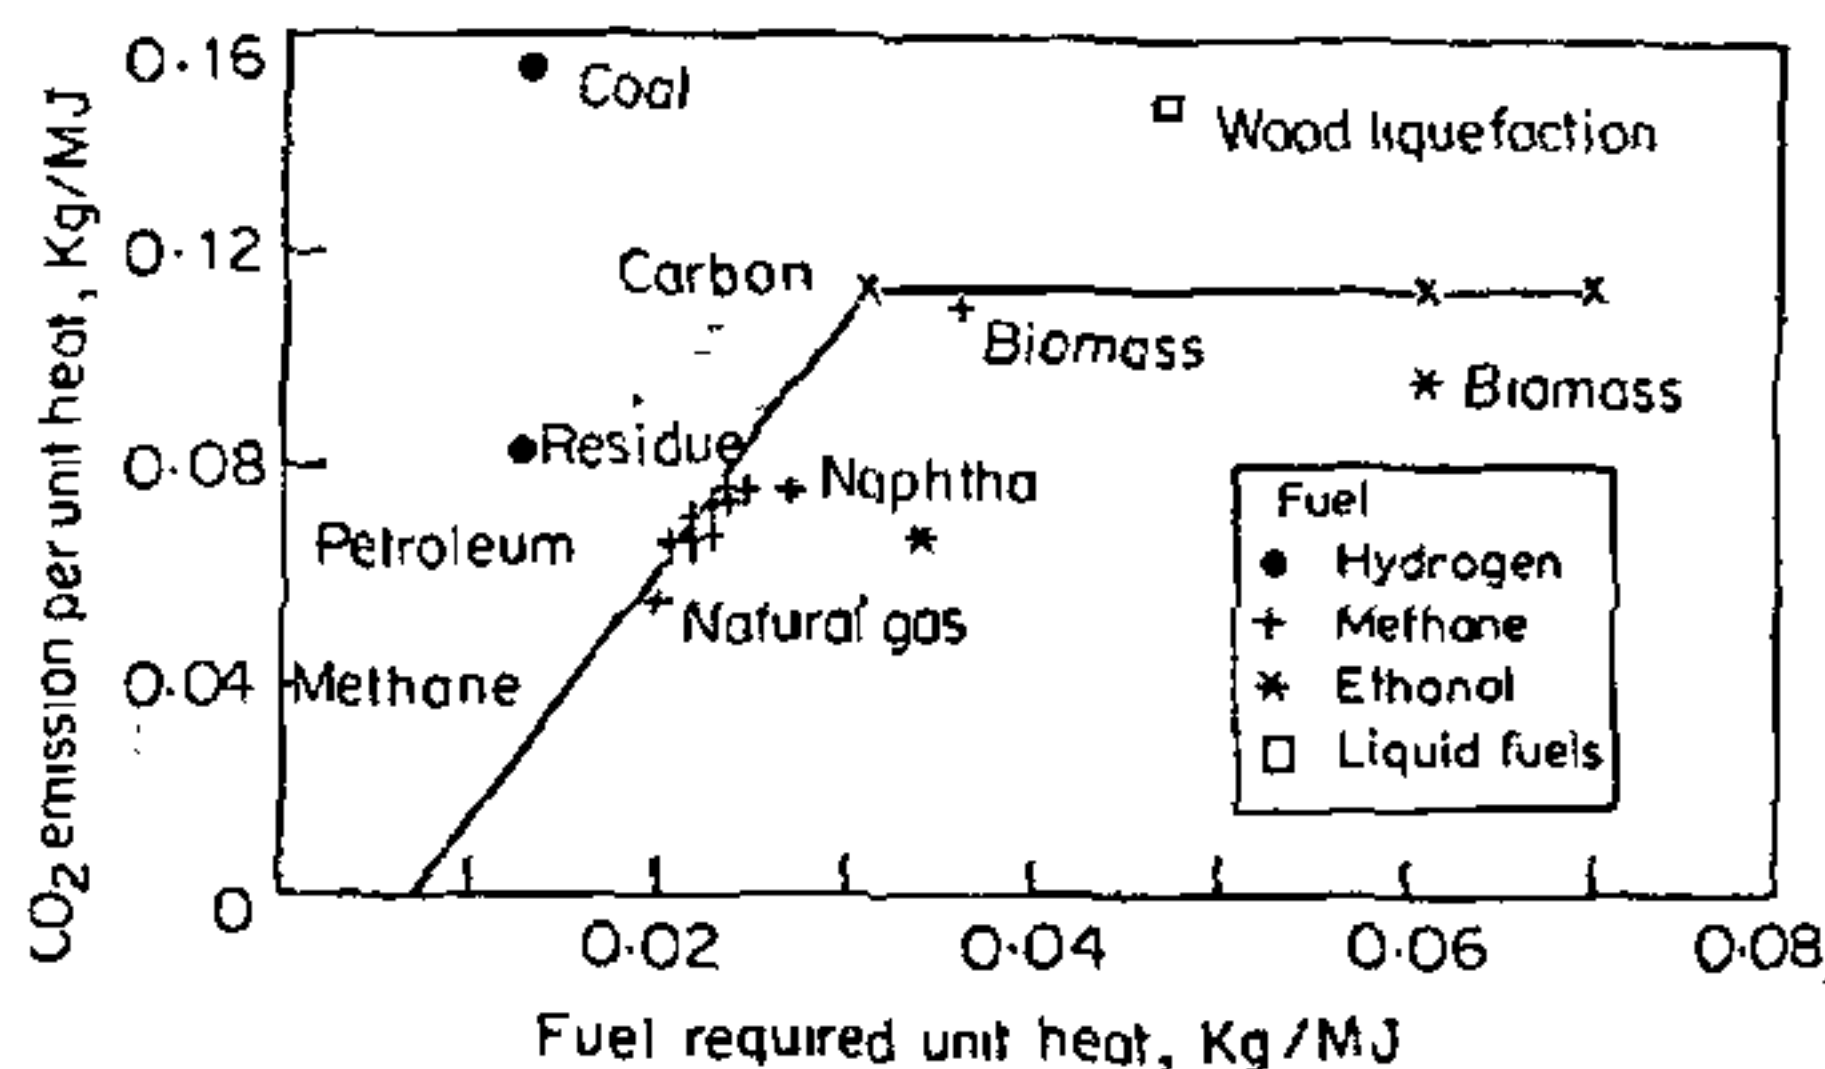 0.16
Coal
Wood liquefaction
0.12
Carbon
Biomass
Biomass
0.08
Residue
Naphtha
Petroleum
Natural gas
0.04
Methane
0
0.02
0.04
0.06
0.08
Fuel required unit heat, Kg/MJ
CO2 emission per unit heat, Kg/MJ
Fuel
Hydrogen
Methane
Ethanol
Liquid fuels